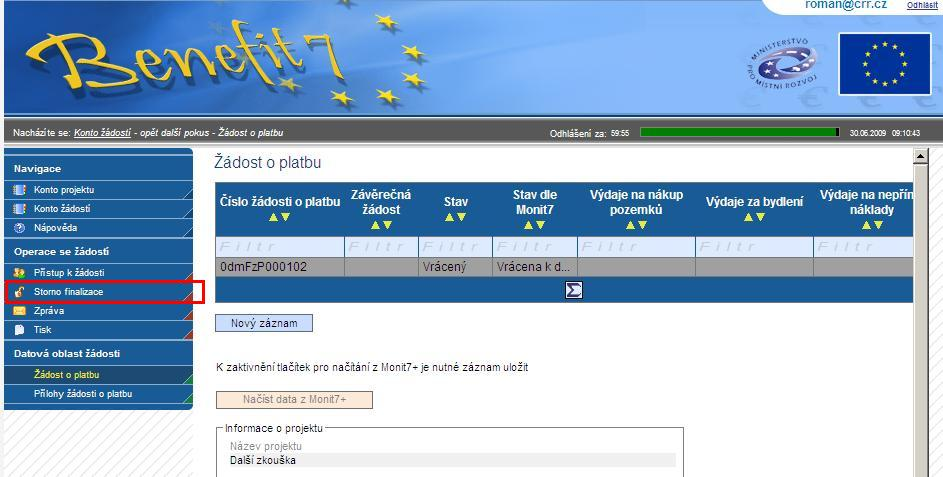 roman@crr.cz Odhlásit
Benefit7
MINISTERSTVO PRO MÍSTNÍ ROZVOJ
Nacházíte se: Konto žádostí - opět další pokus - Žádost o platbu Odhlášení za: 59:55 30.06.2009 09:10:43
Navigace
Konto projektu
Konto žádostí
Nápověda
Operace se žádostí
Přístup k žádosti
Storno finalizace
Zpráva
Tisk
Datová oblast žádosti
Žádost o platbu
Přílohy žádosti o platbu
Žádost o platbu
Číslo žádosti o platbu Závěrečná žádost Stav Stav dle Monit7 Výdaje na nákup pozemků Výdaje za bydlení Výdaje na nepřín náklady
Filtr Filtr Filtr Filtr Filtr Filtr Filtr
0dmFzP000102 Vrácený Vrácena k d...
Σ
Nový záznam
K zaktivnění tlačítek pro načítání z Monit7+ je nutné záznam uložit
Načíst data z Monit7+
Informace o projektu
Název projektu
Další zkouška